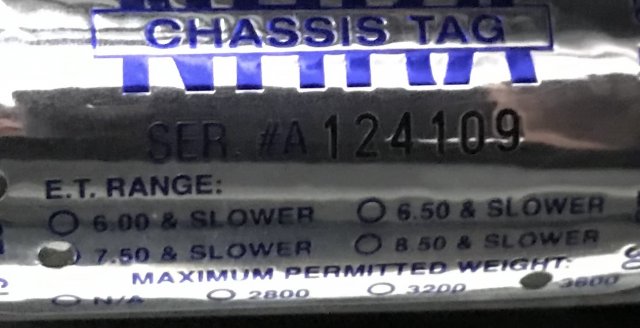 CHASSIS TAG
NHRA
SER. #A124109
E.T. RANGE:
6.00 & SLOWER 6.50 & SLOWER
7.50 & SLOWER 8.50 & SLOWER
MAXIMUM PERMITTED WEIGHT:
N/A 2800 3200 3600